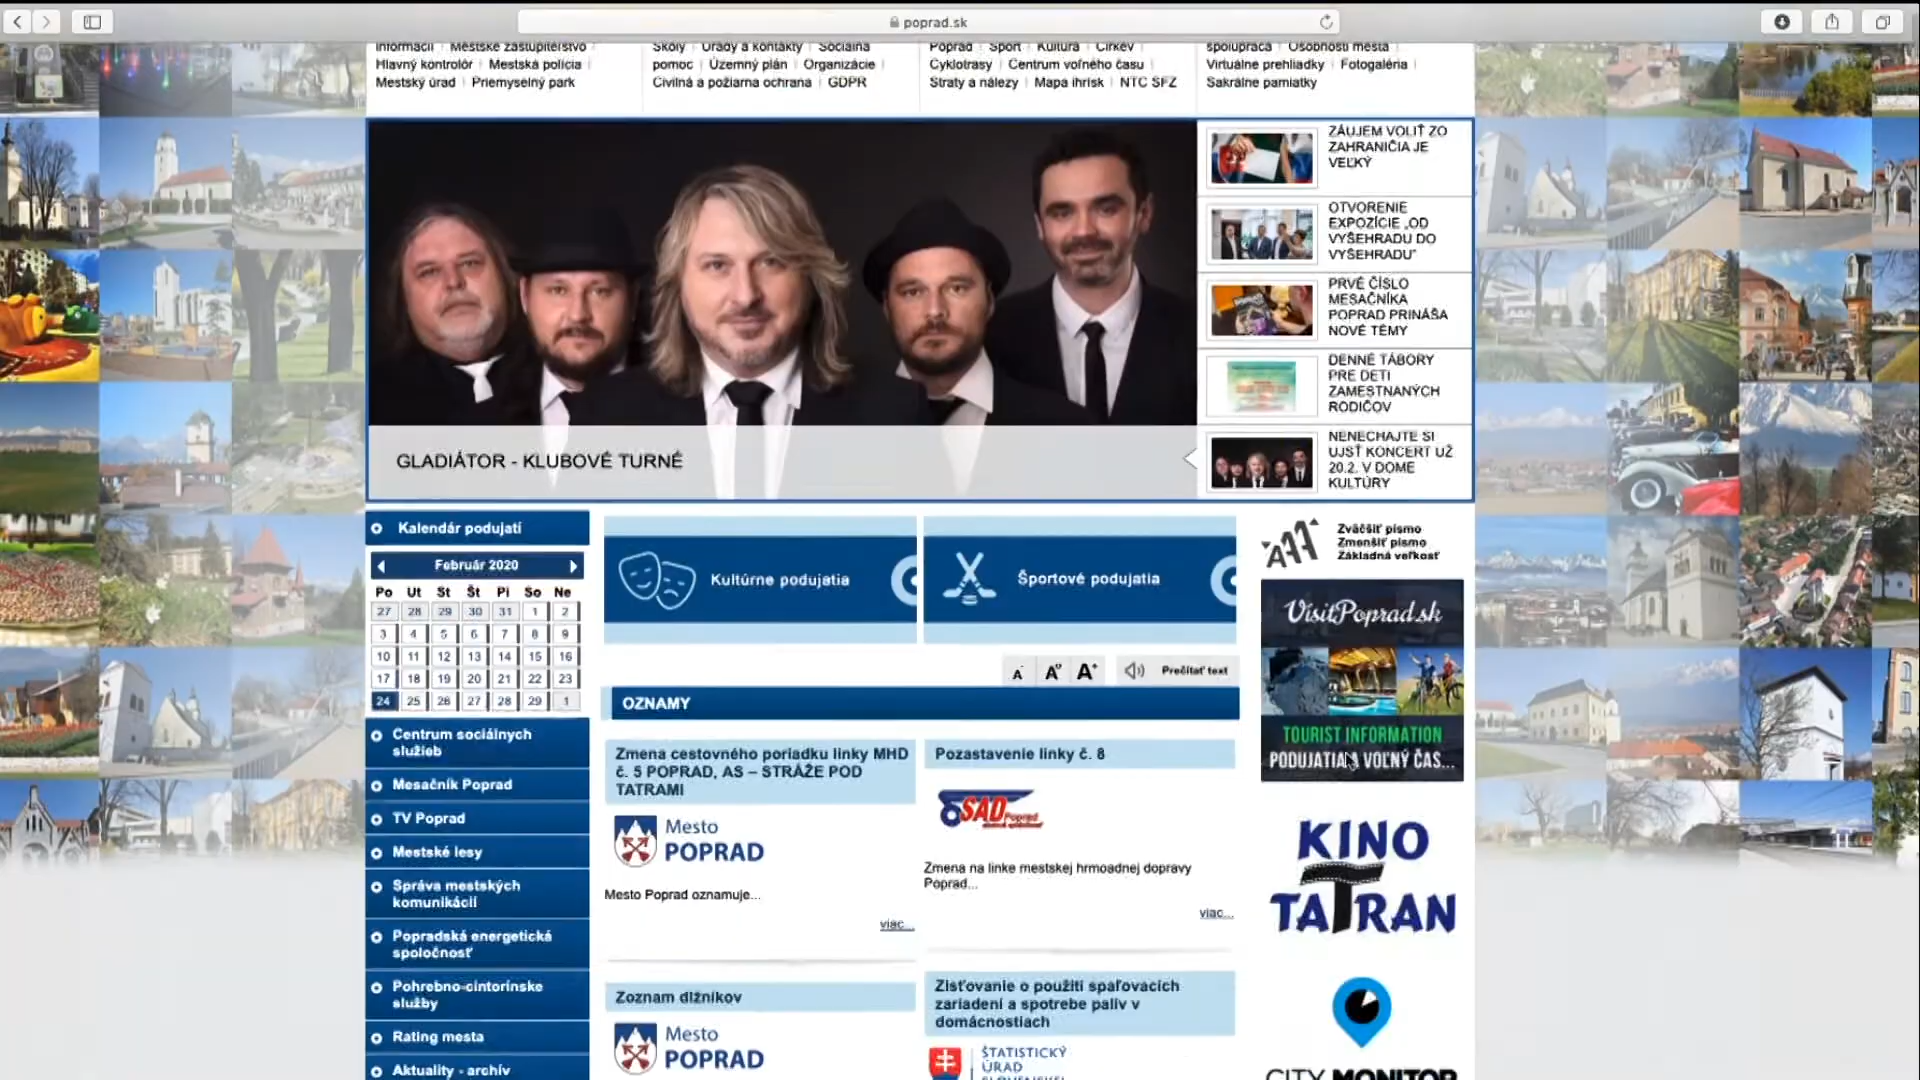 poprad.sk
Informácií Mestské zastupiteľstvo
Hlavný kontrolór Mestská polícia
Mestský úrad Priemyselný park
Školy Úrady a kontakty Sociálna
pomoc Územný plán Organizácie
Civilná a požiarna ochrana GDPR
Poprad Šport Kultúra Cirkev
Cyklotrasy Centrum voľného času
Straty a nálezy Mapa ihrísk NTC SFZ
spolupráca Osobnosti mesta
Virtuálne prehliadky Fotogaléria
Sakrálne pamiatky
GLADIÁTOR - KLUBOVÉ TURNÉ
ZÁUJEM VOLIŤ ZO
ZAHRANIČIA JE
VEĽKÝ
OTVORENIE
EXPOZÍCIE „OD
VYŠEHRADU DO
VYŠEHRADU"
PRVÉ ČÍSLO
MESAČNÍKA
POPRAD PRINÁŠA
NOVÉ TÉMY
DENNÉ TÁBORY
PRE DETI
ZAMESTNANÝCH
RODIČOV
NENECHAJTE SI
UJSŤ KONCERT UŽ
20.2. V DOME
KULTÚRY
Kalendár podujatí
Február 2020
Po Ut St Št Pi So Ne
27 28 29 30 31 1 2
3 4 5 6 7 8 9
10 11 12 13 14 15 16
17 18 19 20 21 22 23
24 25 26 27 28 29 1
Centrum sociálnych
služieb
Mesačník Poprad
TV Poprad
Mestské lesy
Správa mestských
komunikácií
Popradská energetická
spoločnosť
Pohrebno-cintorínske
služby
Rating mesta
Aktuality - archív
Kultúrne podujatia
Športové podujatia
A- A° A+ Prečítať text
OZNAMY
Zmena cestovného poriadku linky MHD
č. 5 POPRAD, AS – STRÁŽE POD
TATRAMI
Mesto
POPRAD
Mesto Poprad oznamuje...
viac...
Pozastavenie linky č. 8
SAD Poprad
Zmena na linke mestskej hrmoadnej dopravy
Poprad...
viac...
Zoznam dlžníkov
Mesto
POPRAD
Zisťovanie o použití spaľovacích
zariadení a spotrebe palív v
domácnostiach
ŠTATISTICKÝ
ÚRAD
AAA
Zväčšiť písmo
Zmenšiť písmo
Základná veľkosť
VisitPoprad.sk
TOURIST INFORMATION
PODUJATIA A VOĽNÝ ČAS...
KINO
TATRAN
CITY MONITOR